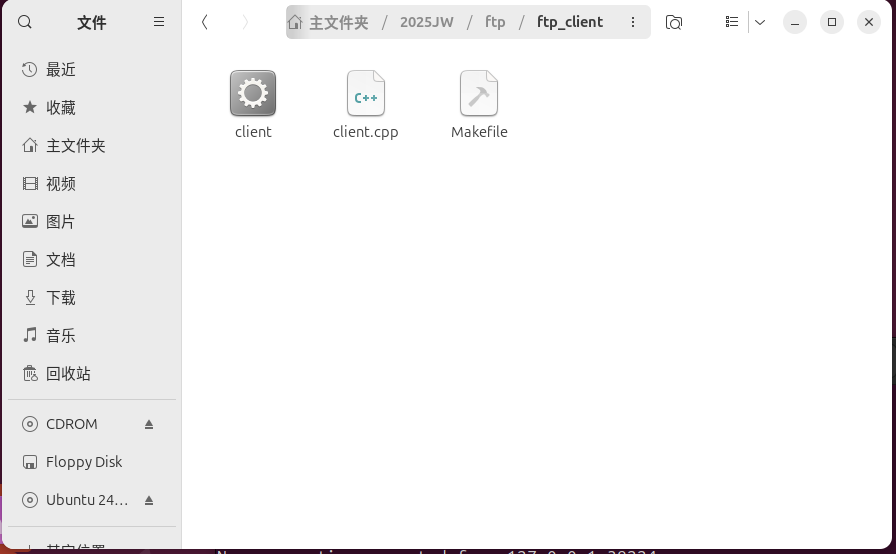 文件
主文件夹 / 2025JW / ftp / ftp_client
最近
收藏
主文件夹
视频
图片
文档
下载
音乐
回收站
CDROM
Floppy Disk
Ubuntu 24…
client
C++
client.cpp
Makefile